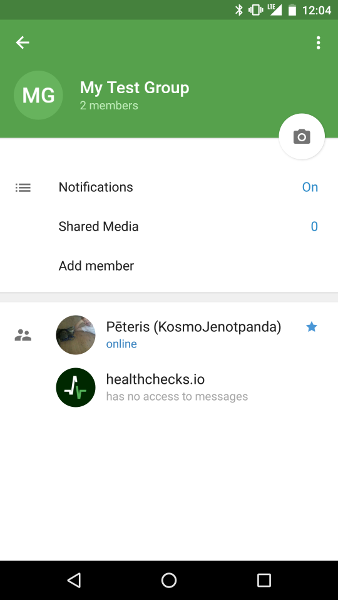 LTE 12:04
MG
My Test Group
2 members
Notifications On
Shared Media 0
Add member
Pēteris (KosmoJenotpanda)
online
healthchecks.io
has no access to messages